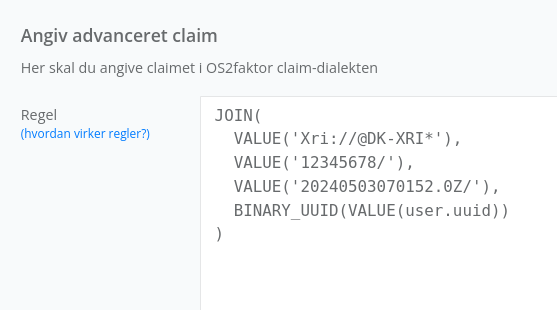 Angiv advanceret claim
Her skal du angive claimet i OS2faktor claim-dialekten
Regel
(hvordan virker regler?)
JOIN(
  VALUE('Xri://@DK-XRI*'),
  VALUE('12345678/'),
  VALUE('20240503070152.0Z/'),
  BINARY_UUID(VALUE(user.uuid))
)